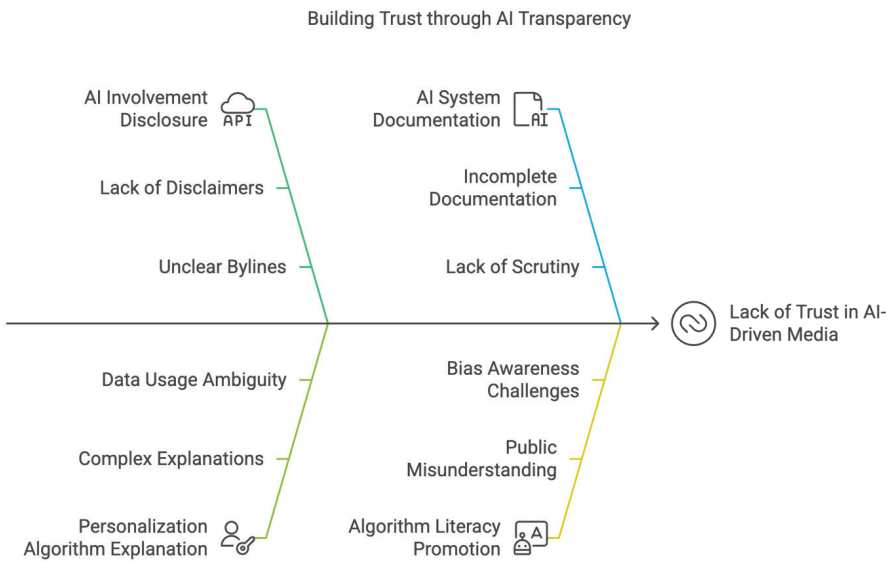 Building Trust through AI Transparency
AI Involvement
Disclosure
API
AI System
Documentation
AI
Lack of Disclaimers
Incomplete
Documentation
Unclear Bylines
Lack of Scrutiny
Lack of Trust in AI-
Driven Media
Data Usage Ambiguity
Bias Awareness
Challenges
Complex Explanations
Public
Misunderstanding
Personalization
Algorithm Explanation
Algorithm Literacy
Promotion
A